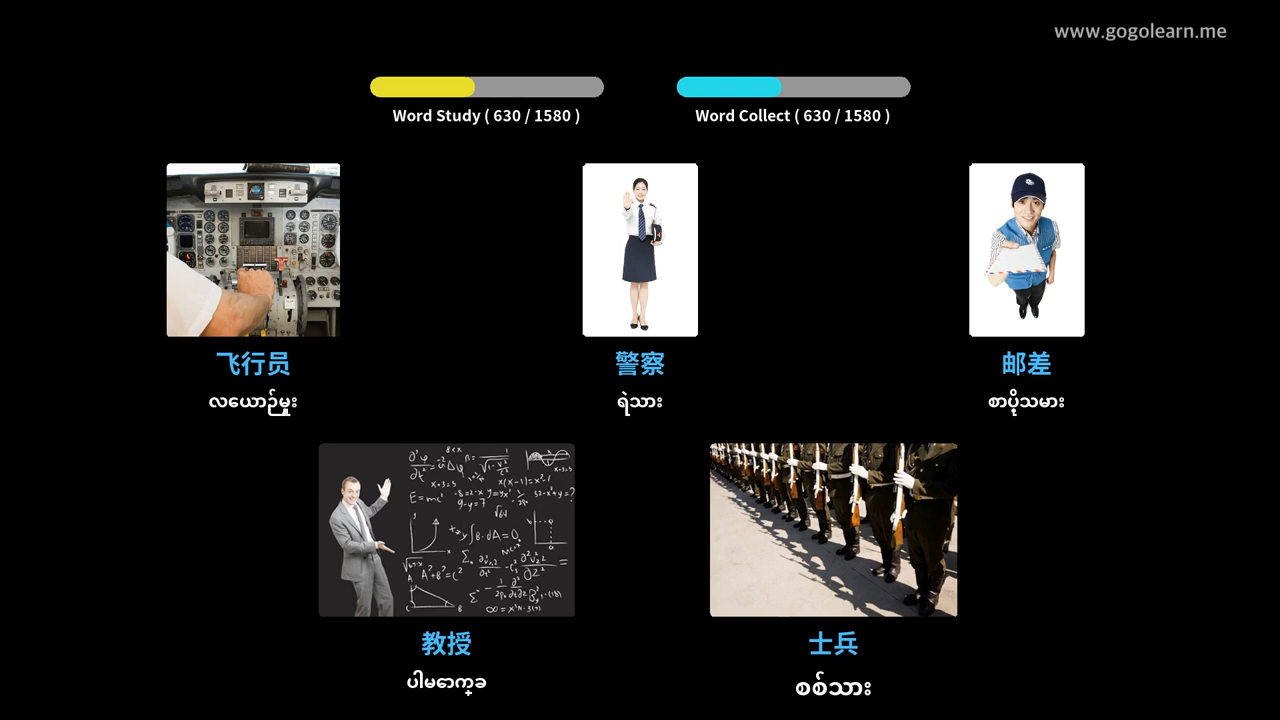 www.gogolearn.me
Word Study ( 630 / 1580 )
Word Collect ( 630 / 1580 )
飞行员
警察
邮差
လယောဉ်မှူး
ရဲသား
စာပို့သမား
教授
士兵
ပါမောက္ခ
စစ်သား